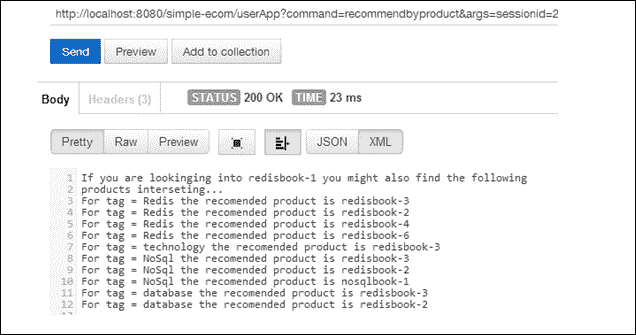 http://localhost:8080/simple-ecom/userApp?command=recommendbyproduct&args=sessionid=2
Send Preview Add to collection
Body Headers (3) STATUS 200 OK TIME 23 ms
Pretty Raw Preview JSON XML
1 If you are lookinging into redisbook-1 you might also find the following
2 products interseting...
3 For tag = Redis the recomended product is redisbook-3
4 For tag = Redis the recomended product is redisbook-2
5 For tag = Redis the recomended product is redisbook-4
6 For tag = Redis the recomended product is redisbook-6
7 For tag = technology the recomended product is redisbook-3
8 For tag = NoSql the recomended product is redisbook-3
9 For tag = NoSql the recomended product is redisbook-2
10 For tag = NoSql the recomended product is nosqlbook-1
11 For tag = database the recomended product is redisbook-3
12 For tag = database the recomended product is redisbook-2